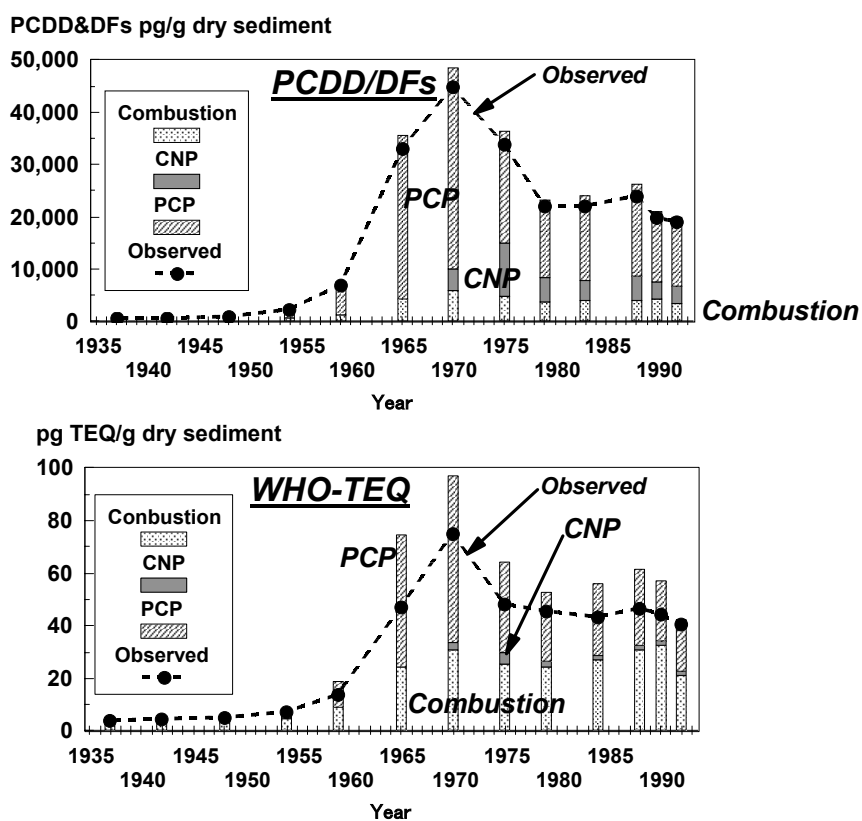 PCDD&DFs pg/g dry sediment
50,000
40,000
30,000
20,000
10,000
0
PCDD/DFs
Observed
Combustion
CNP
PCP
Observed
PCP
CNP
Combustion
1935 1945 1955 1965 1975 1985
1940 1950 1960 1970 1980 1990
Year
pg TEQ/g dry sediment
100
80
60
40
20
0
WHO-TEQ
Observed
CNP
Conbustion
CNP
PCP
Observed
PCP
Combustion
1935 1945 1955 1965 1975 1985
1940 1950 1960 1970 1980 1990
Year